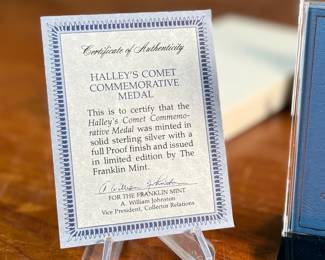 Certificate of Authenticity
HALLEY'S COMET
COMMEMORATIVE
MEDAL
This is to certify that the
Halley's Comet Commemo-
rative Medal was minted in
solid sterling silver with a
full Proof finish and issued
in limited edition by The
Franklin Mint.
A. William Johnston
FOR THE FRANKLIN MINT
A. William Johnston
Vice President, Collector Relations